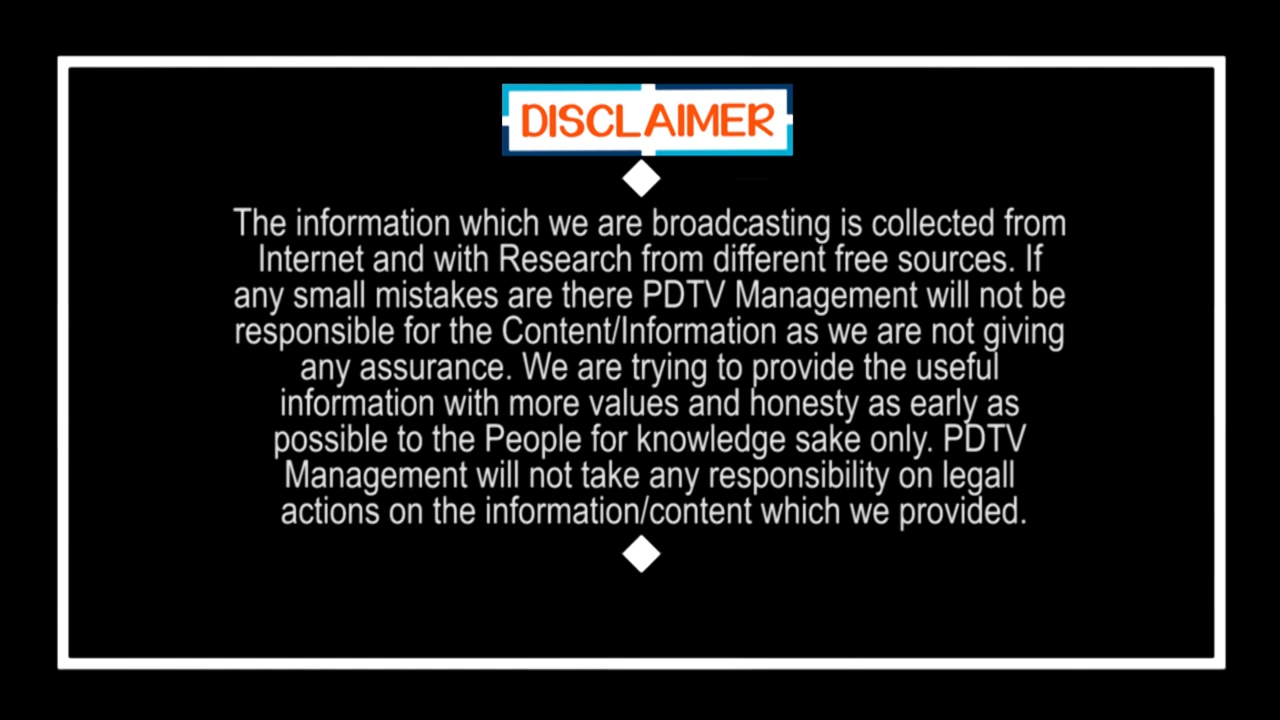 DISCLAIMER
The information which we are broadcasting is collected from
Internet and with Research from different free sources. If
any small mistakes are there PDTV Management will not be
responsible for the Content/Information as we are not giving
any assurance. We are trying to provide the useful
information with more values and honesty as early as
possible to the People for knowledge sake only. PDTV
Management will not take any responsibility on legall
actions on the information/content which we provided.